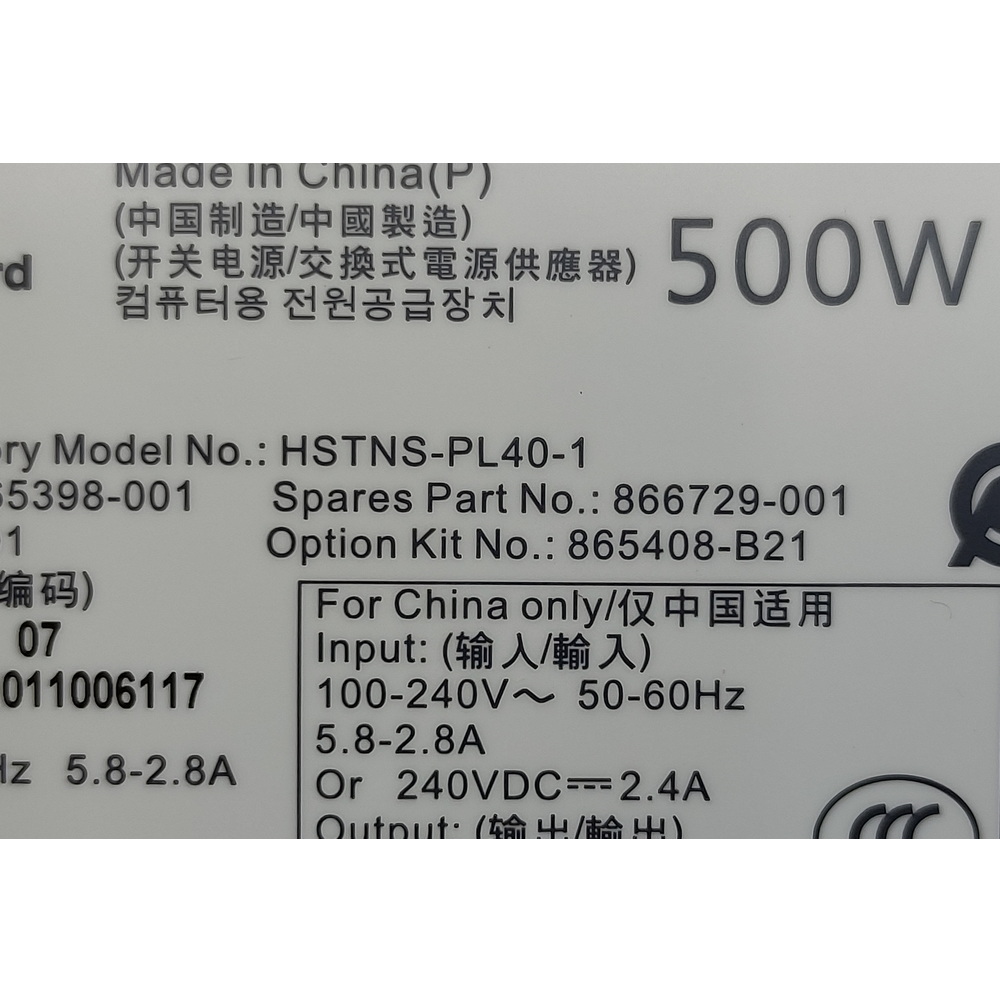 Made in China(P)
(中国制造/中國製造)
(开关电源/交換式電源供應器)
컴퓨터용 전원공급장치
500W
rd
ory Model No.: HSTNS-PL40-1
65398-001 Spares Part No.: 866729-001
-1 Option Kit No.: 865408-B21
编码)
07
011006117
Hz 5.8-2.8A
For China only/仅中国适用
Input: (输入/輸入)
100-240V～ 50-60Hz
5.8-2.8A
Or 240VDC⎓2.4A
Output: (输出/輸出)